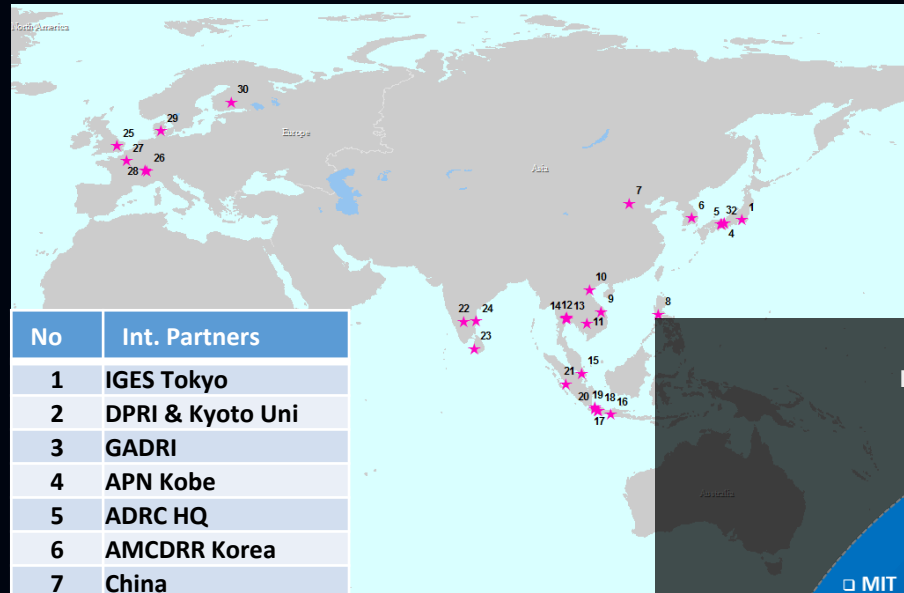 North America
30
29
25
Europe
27
26
28
Asia
7
6
5
32
1
4
10
14 12 13
9
8
11
22
24
23
15
21
20
19 18 16
17
Australia
No Int. Partners
1 IGES Tokyo
2 DPRI & Kyoto Uni
3 GADRI
4 APN Kobe
5 ADRC HQ
6 AMCDRR Korea
7 China
❑ MIT